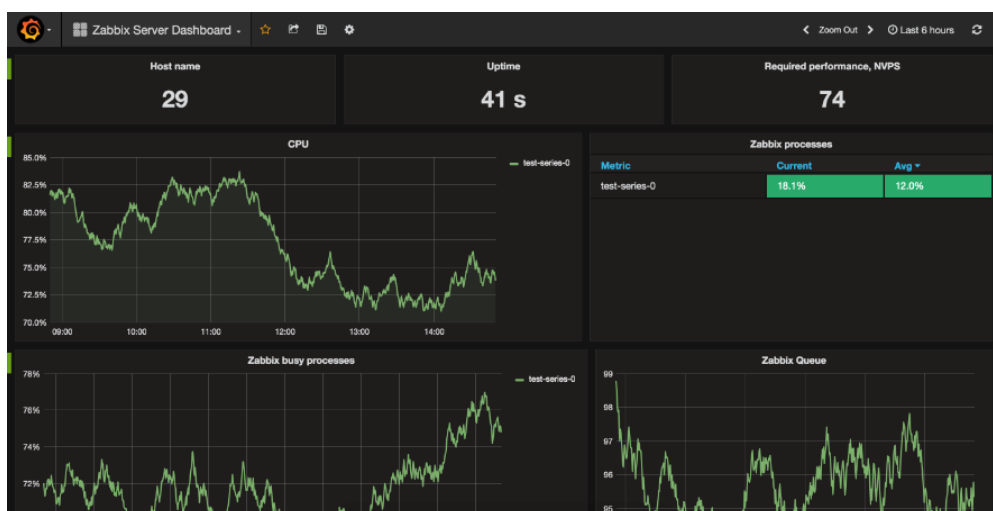 Zabbix Server Dashboard
Zoom Out Last 6 hours
Host name
29
Uptime
41 s
Required performance, NVPS
74
CPU
85.0%
82.5%
80.0%
77.5%
75.0%
72.5%
70.0%
09:00 10:00 11:00 12:00 13:00 14:00
test-series-0
Zabbix processes
Metric Current Avg
test-series-0 18.1% 12.0%
Zabbix busy processes
78%
76%
74%
72%
test-series-0
Zabbix Queue
99
98
97
96
95